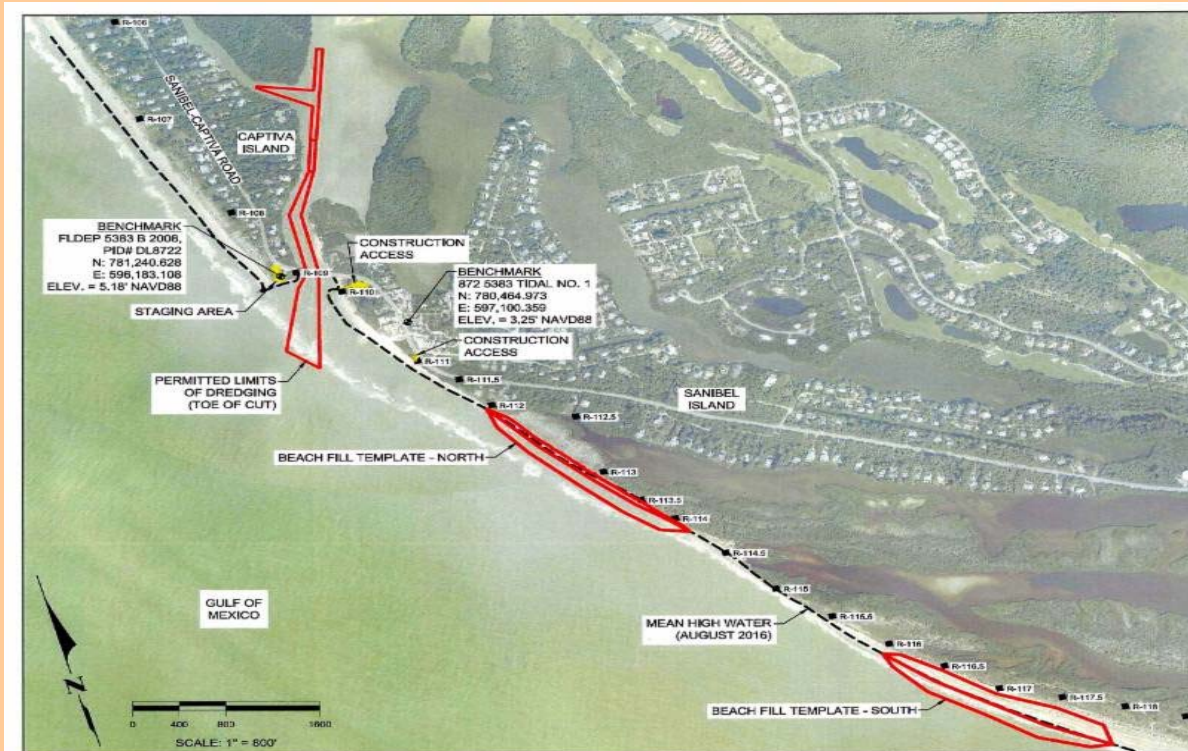 R-106
SANIBEL-CAPTIVA ROAD
R-107
CAPTIVA
ISLAND
R-108
BENCHMARK
FLDEP 5383 B 2006,
PID# DL8722
N: 781,240.628
E: 596,183.108
ELEV. = 5.18' NAVD88
CONSTRUCTION
ACCESS
R-109
R-110
BENCHMARK
872 5383 TIDAL NO. 1
N: 780,464.973
E: 597,100.359
ELEV. = 3.25' NAVD88
STAGING AREA
CONSTRUCTION
ACCESS
R-111
R-111.5
PERMITTED LIMITS
OF DREDGING
(TOE OF CUT)
SANIBEL
ISLAND
R-112
R-112.5
BEACH FILL TEMPLATE - NORTH
R-113
R-113.5
R-114
R-114.5
R-115
GULF OF
MEXICO
R-115.5
MEAN HIGH WATER
(AUGUST 2016)
R-116
R-116.5
R-117
R-117.5
R-118
BEACH FILL TEMPLATE - SOUTH
N
0 400 800 1600
SCALE: 1" = 800'